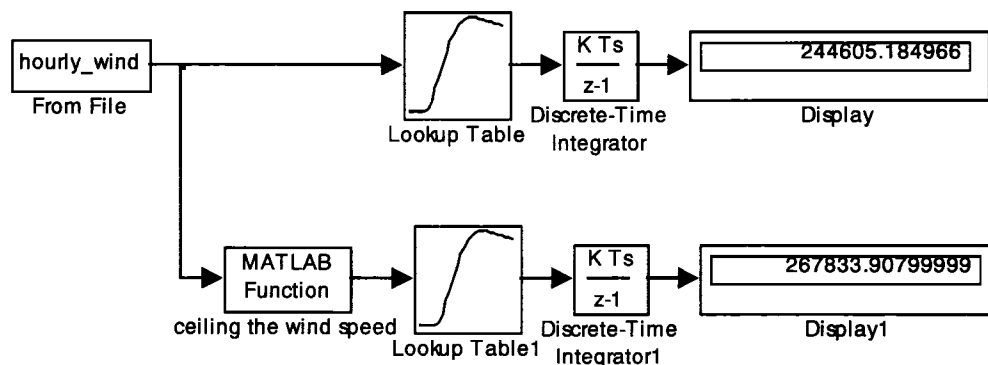 hourly_wind
From File
Lookup Table
K Ts
z-1
Discrete-Time
Integrator
244605.184966
Display
MATLAB
Function
ceiling the wind speed
Lookup Table1
K Ts
z-1
Discrete-Time
Integrator1
267833.90799999
Display1